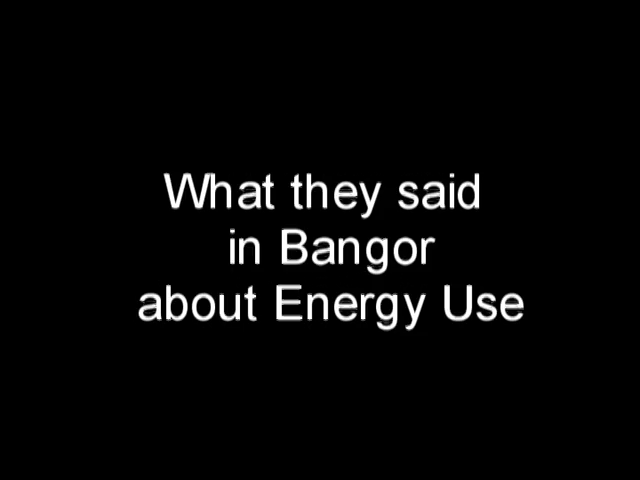 What they said
in Bangor
about Energy Use